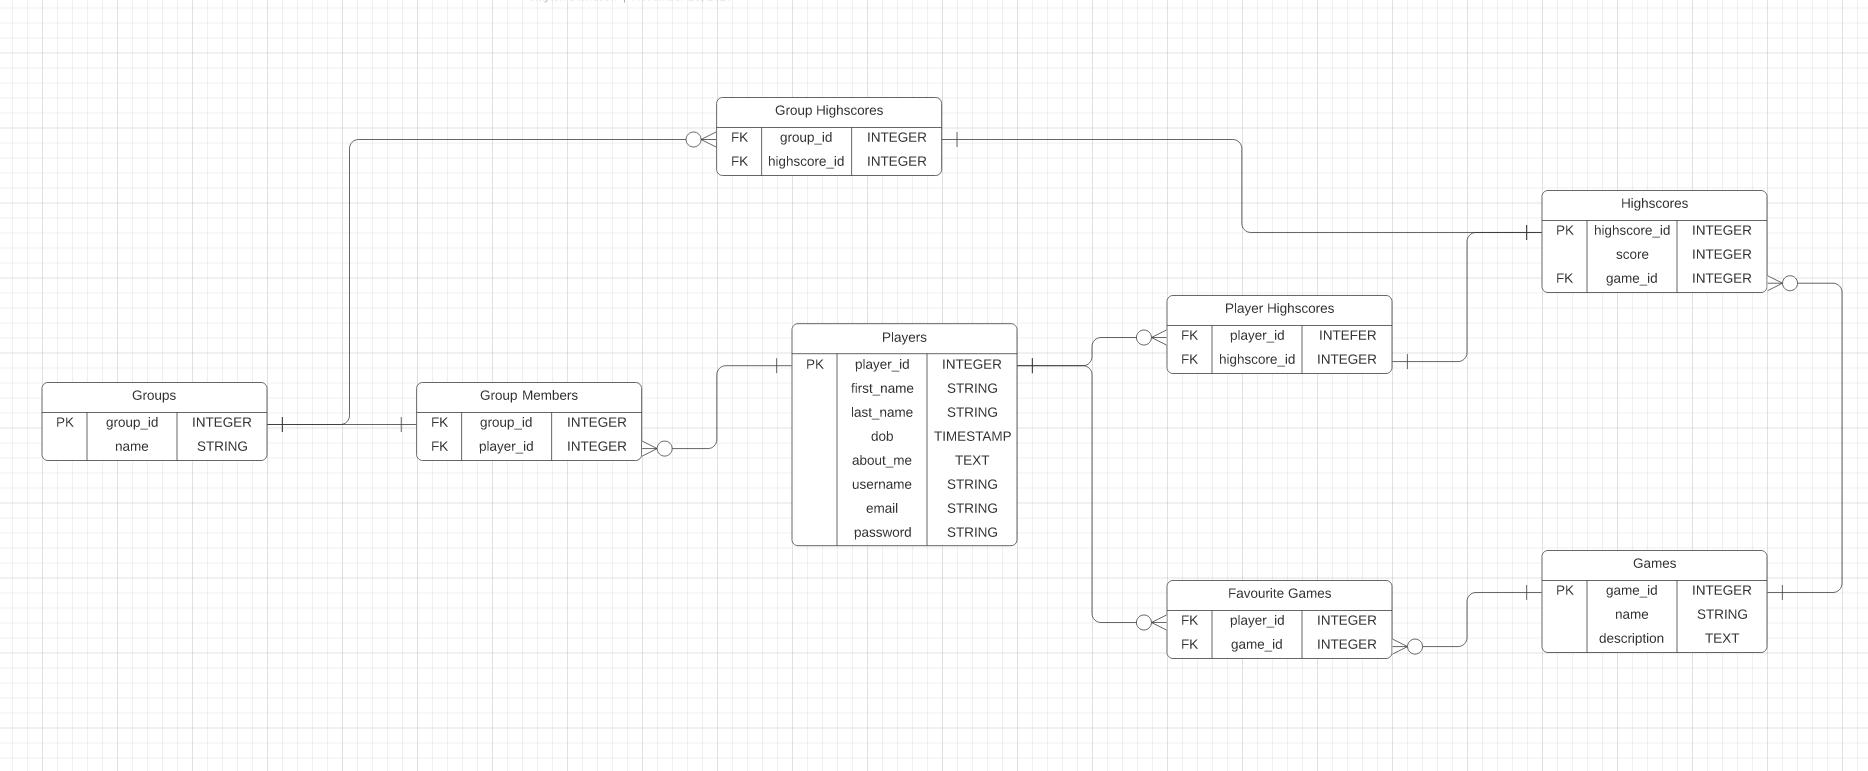 Group Highscores
FK group_id INTEGER
FK highscore_id INTEGER
Highscores
PK highscore_id INTEGER
score INTEGER
FK game_id INTEGER
Player Highscores
FK player_id INTEFER
FK highscore_id INTEGER
Players
PK player_id INTEGER
first_name STRING
last_name STRING
dob TIMESTAMP
about_me TEXT
username STRING
email STRING
password STRING
Groups
PK group_id INTEGER
name STRING
Group Members
FK group_id INTEGER
FK player_id INTEGER
Favourite Games
FK player_id INTEGER
FK game_id INTEGER
Games
PK game_id INTEGER
name STRING
description TEXT